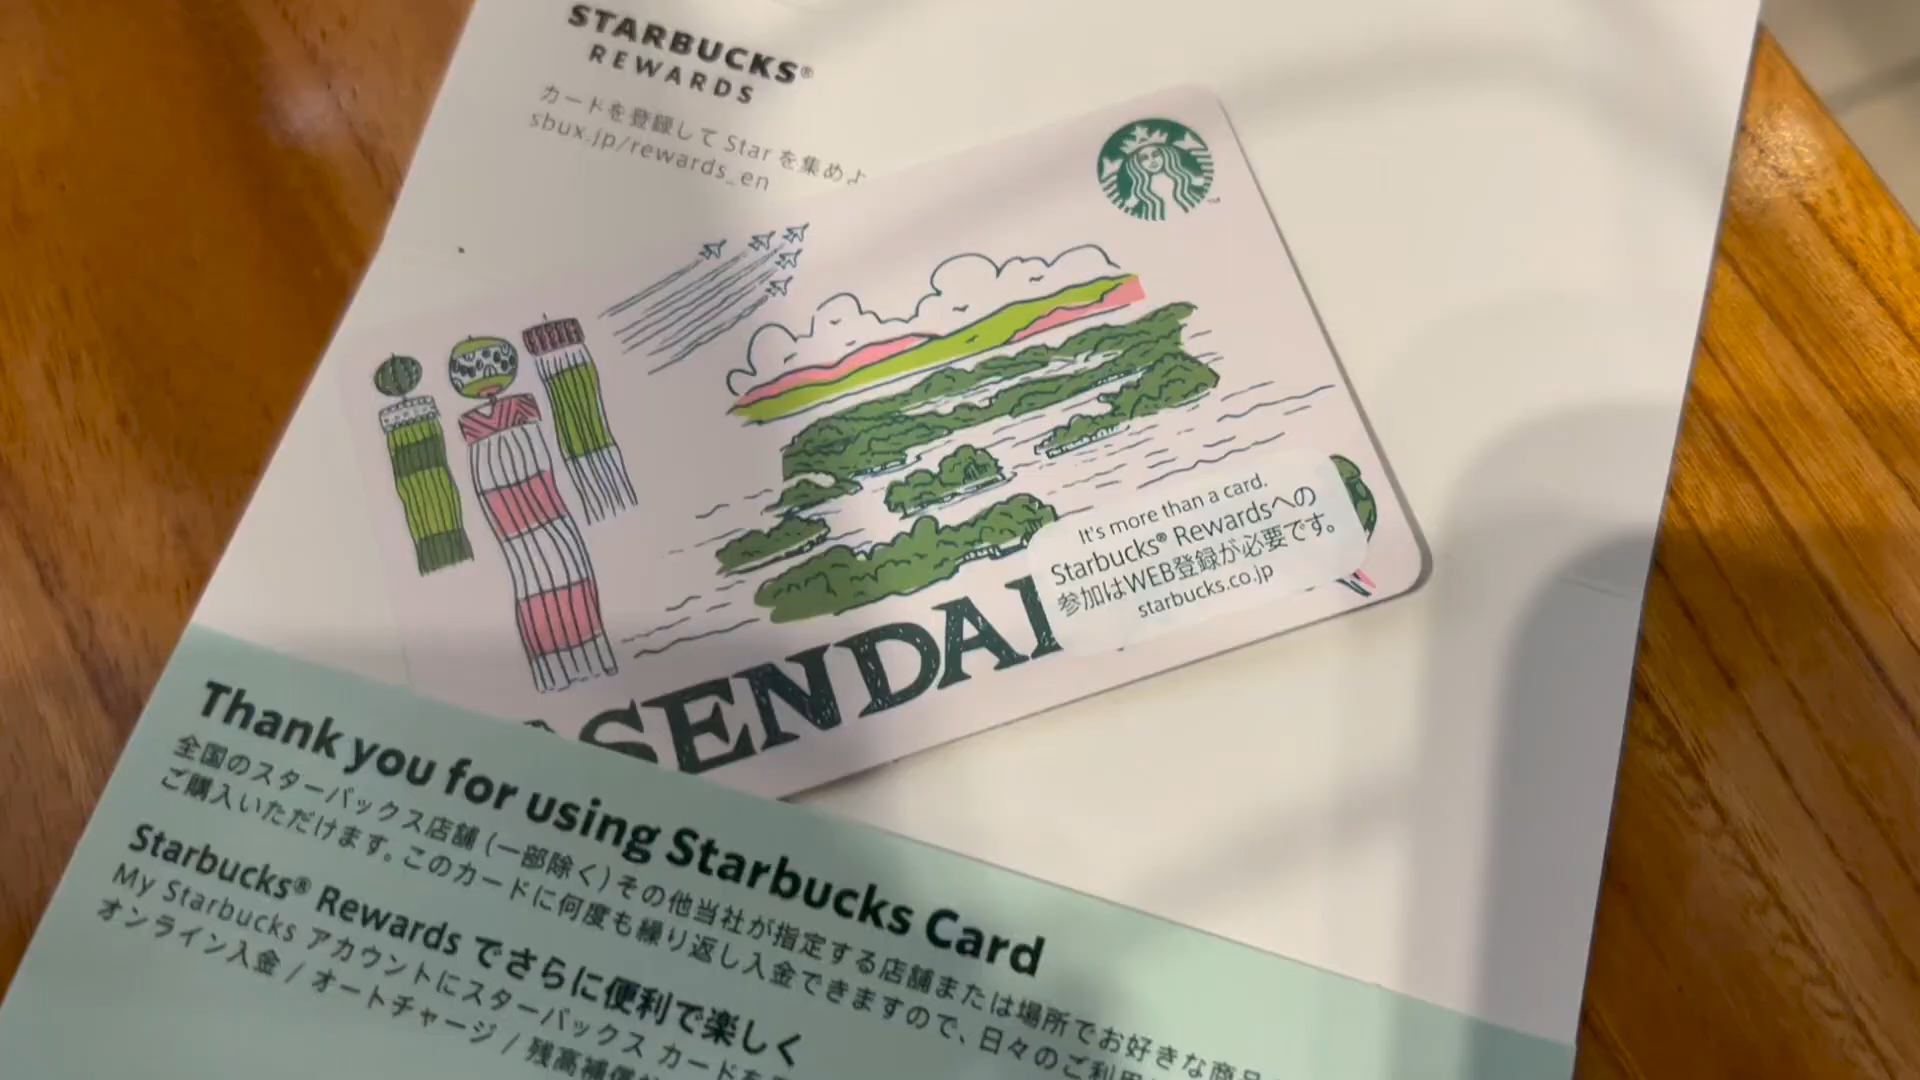 STARBUCKS®
REWARDS
カードを登録して Star を集めよ
sbux.jp/rewards_en
It's more than a card.
Starbucks® Rewardsへの
参加はWEB登録が必要です。
starbucks.co.jp
SENDAI
Thank you for using Starbucks Card
全国のスターバックス店舗（一部除く）その他当社が指定する店舗または場所でお好きな商品
ご購入いただけます。このカードに何度も繰り返し入金できますので、日々のご利用
Starbucks® Rewards でさらに便利で楽しく
My Starbucks アカウントにスターバックス カードを
オンライン入金 / オートチャージ / 残高補償